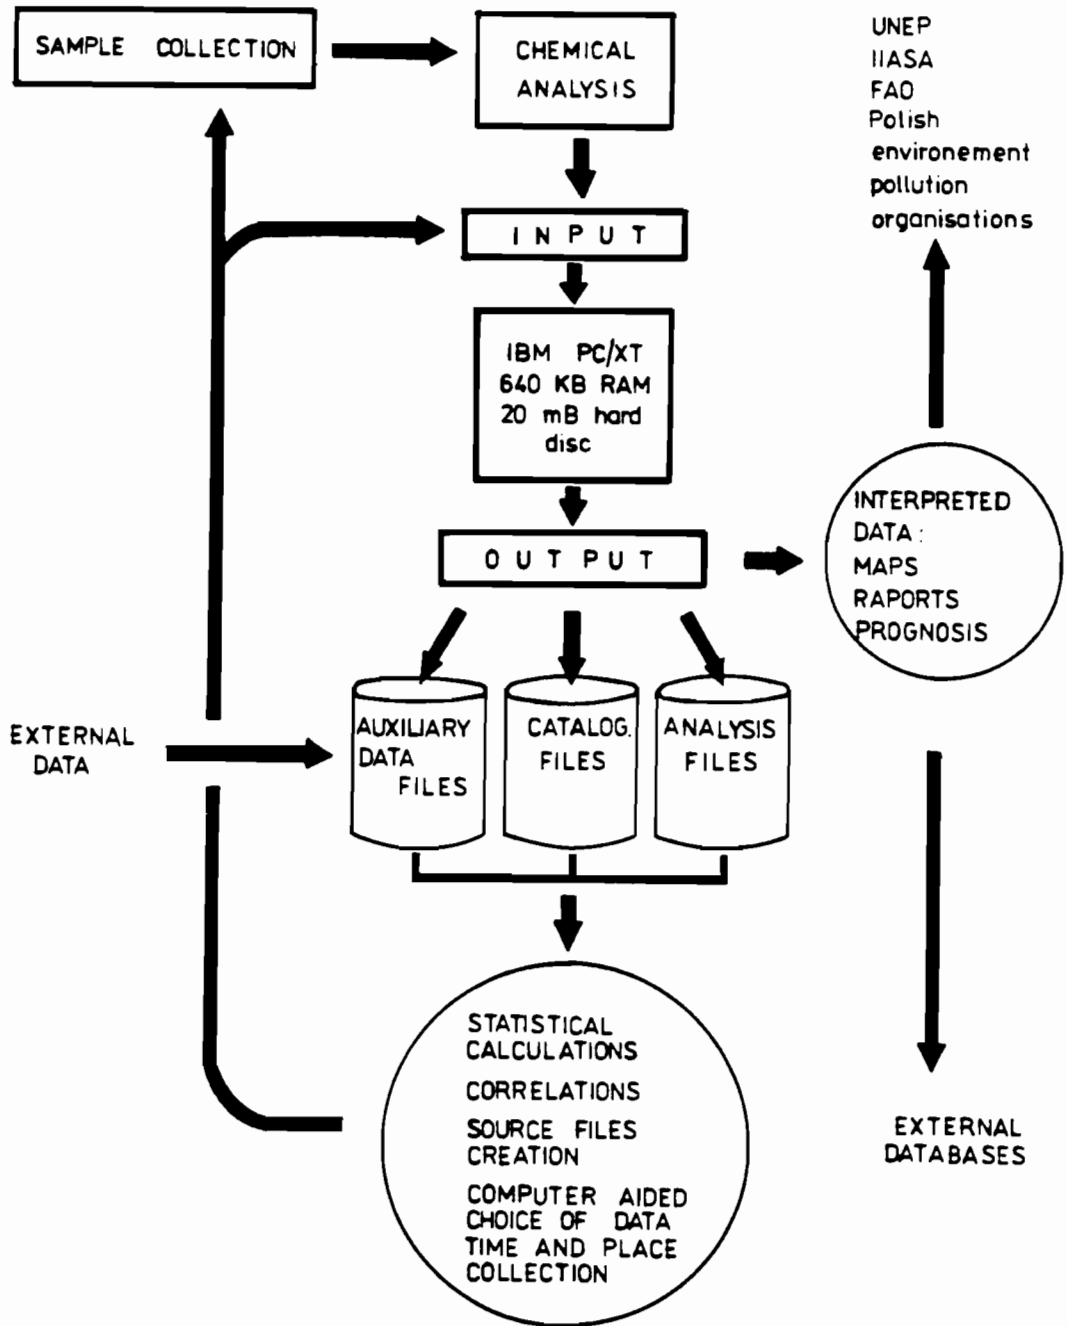 SAMPLE COLLECTION
CHEMICAL
ANALYSIS
UNEP
IIASA
FAO
Polish
environement
pollution
organisations
INPUT
IBM PC/XT
640 KB RAM
20 mB hard
disc
OUTPUT
INTERPRETED
DATA:
MAPS
RAPORTS
PROGNOSIS
EXTERNAL
DATA
AUXILIARY
DATA
FILES
CATALOG.
FILES
ANALYSIS
FILES
STATISTICAL
CALCULATIONS
CORRELATIONS
SOURCE FILES
CREATION
COMPUTER AIDED
CHOICE OF DATA
TIME AND PLACE
COLLECTION
EXTERNAL
DATABASES